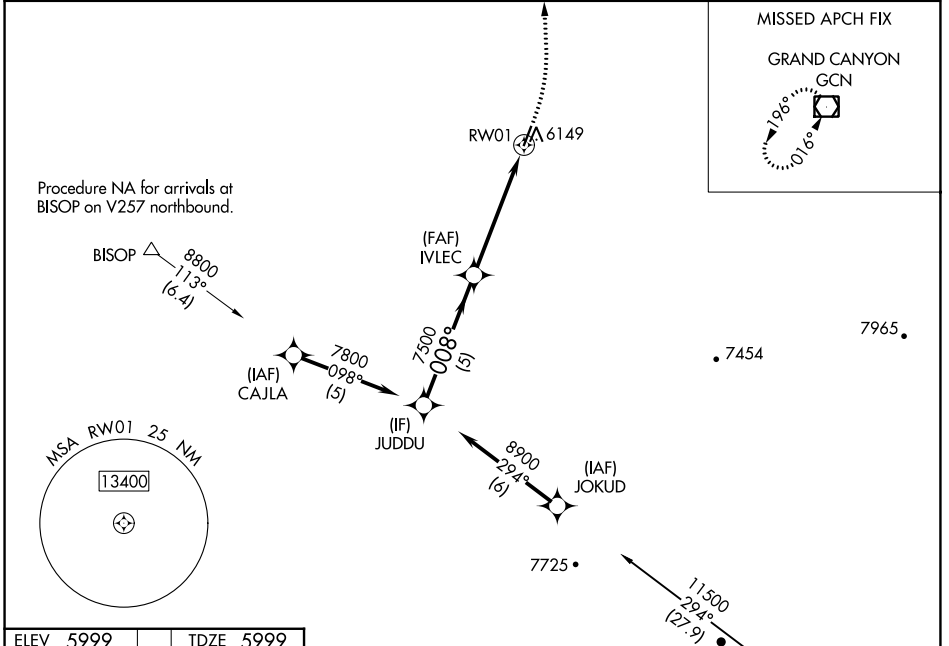 MISSED APCH FIX
GRAND CANYON
GCN
196°
016°
RW01
6149
Procedure NA for arrivals at
BISOP on V257 northbound.
BISOP
8800
113°
(6.4)
(FAF)
IVLEC
7500
008°
(5)
7965
7454
7800
098°
(5)
(IAF)
CAJLA
(IF)
JUDDU
8900
294°
(6)
(IAF)
JOKUD
MSA RW01 25 NM
13400
7725
11500
294°
(27.9)
ELEV 5999
TDZE 5999